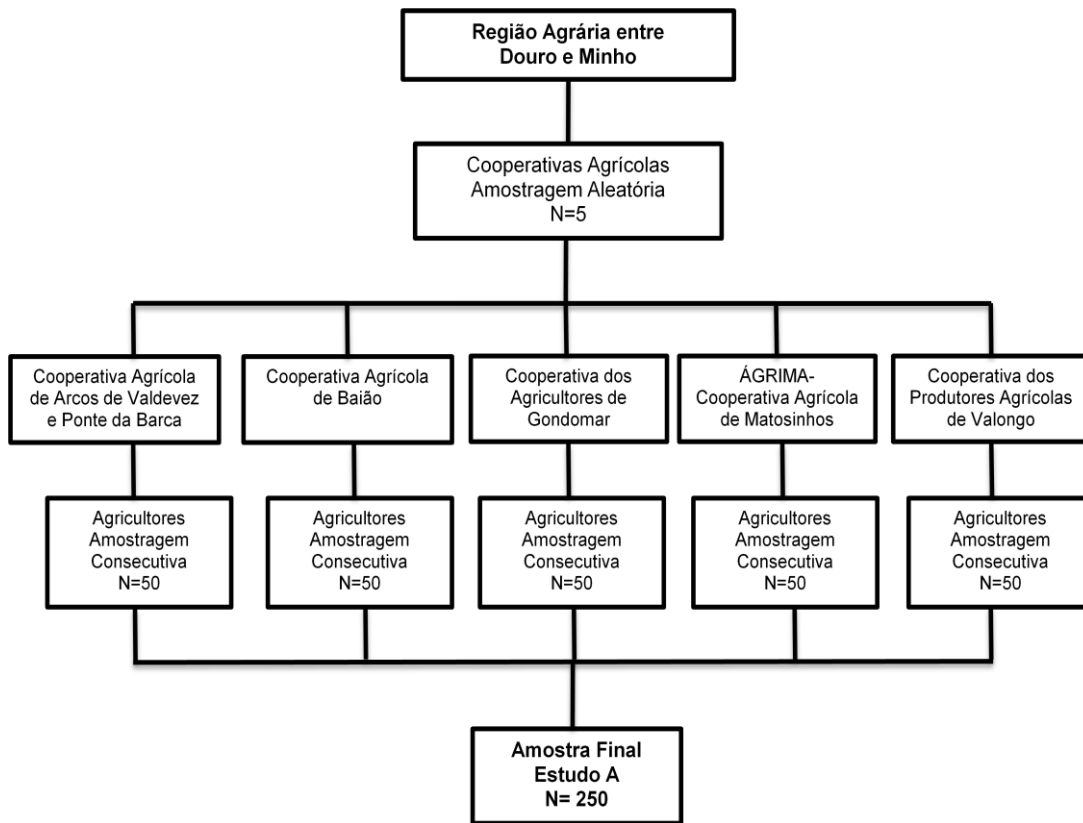 Região Agrária entre
Douro e Minho
Cooperativas Agrícolas
Amostragem Aleatória
N=5
Cooperativa Agrícola
de Arcos de Valdevez
e Ponte da Barca
Cooperativa Agrícola
de Baião
Cooperativa dos
Agricultores de
Gondomar
ÁGRIMA-
Cooperativa Agrícola
de Matosinhos
Cooperativa dos
Produtores Agrícolas
de Valongo
Agricultores
Amostragem
Consecutiva
N=50
Agricultores
Amostragem
Consecutiva
N=50
Agricultores
Amostragem
Consecutiva
N=50
Agricultores
Amostragem
Consecutiva
N=50
Agricultores
Amostragem
Consecutiva
N=50
Amostra Final
Estudo A
N= 250